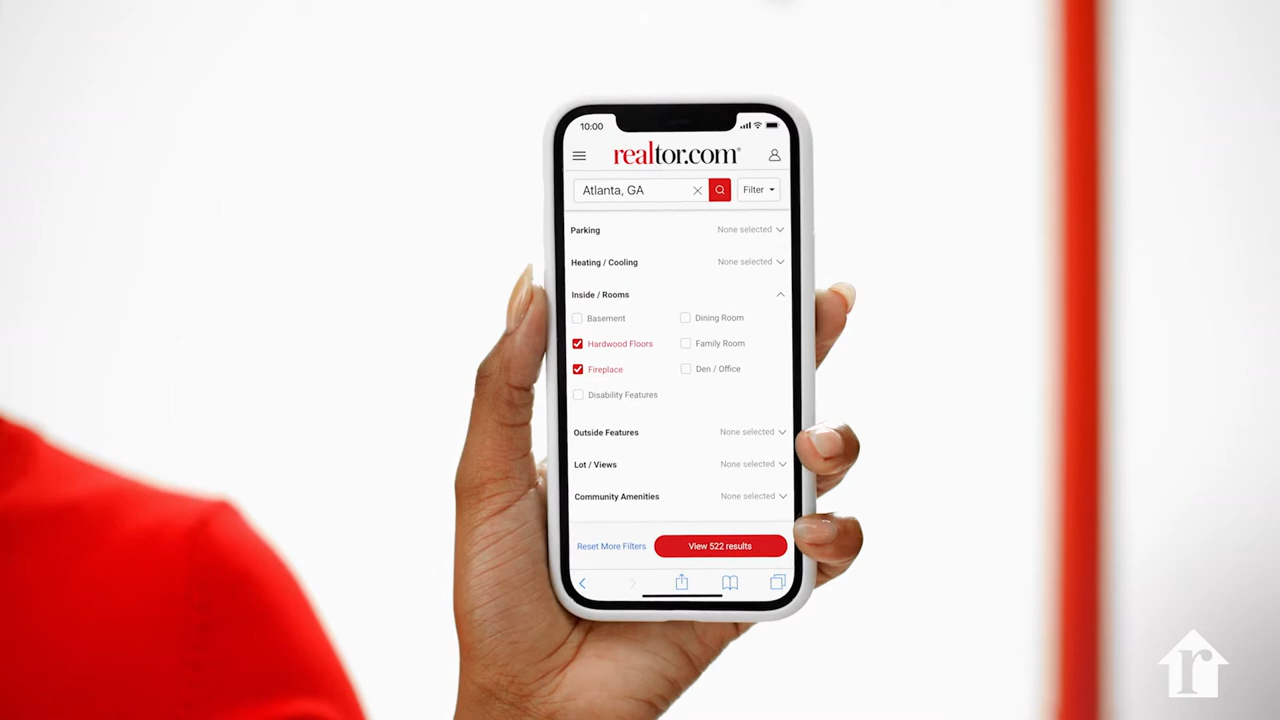 10:00
realtor.com®
Atlanta, GA
Filter
Parking None selected
Heating / Cooling None selected
Inside / Rooms
Basement Dining Room
Hardwood Floors Family Room
Fireplace Den / Office
Disability Features
Outside Features None selected
Lot / Views None selected
Community Amenities None selected
Reset More Filters View 522 results
r